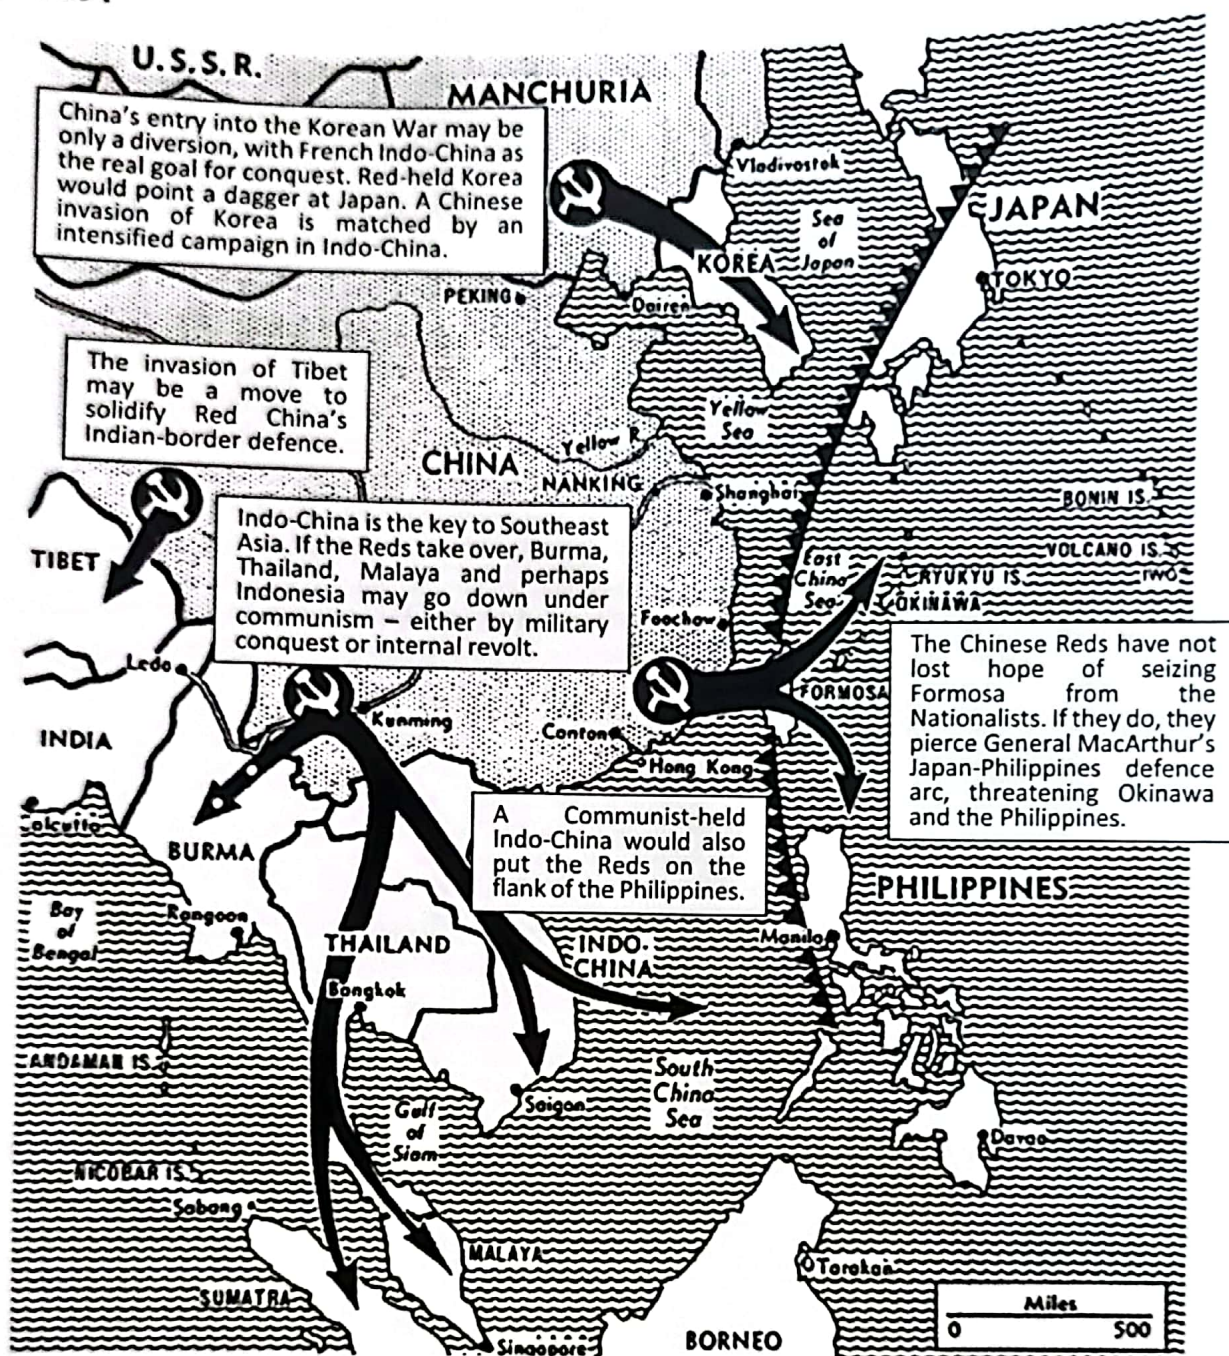 U.S.S.R.
MANCHURIA
China's entry into the Korean War may be
only a diversion, with French Indo-China as
the real goal for conquest. Red-held Korea
would point a dagger at Japan. A Chinese
invasion of Korea is matched by an
intensified campaign in Indo-China.
Vladivostok
Sea
of
Japan
JAPAN
KOREA
TOKYO
PEKING
Dairen
The invasion of Tibet
may be a move to
solidify Red China's
Indian-border defence.
Yellow
Sea
Yellow R.
CHINA
NANKING
Shanghai
BONIN IS.
TIBET
Indo-China is the key to Southeast
Asia. If the Reds take over, Burma,
Thailand, Malaya and perhaps
Indonesia may go down under
communism – either by military
conquest or internal revolt.
East
China
Sea
VOLCANO IS.
IWO
RYUKYU IS.
OKINAWA
Foochow
Ledo
FORMOSA
The Chinese Reds have not
lost hope of seizing
Formosa from the
Nationalists. If they do, they
pierce General MacArthur's
Japan-Philippines defence
arc, threatening Okinawa
and the Philippines.
Kunming
Canton
Hong Kong
INDIA
Calcutta
BURMA
A Communist-held
Indo-China would also
put the Reds on the
flank of the Philippines.
PHILIPPINES
Bay
of
Bengal
Rangoon
THAILAND
INDO-
CHINA
Manila
Bangkok
ANDAMAN IS.
South
China
Sea
Saigon
Gulf
of
Siam
Davao
NICOBAR IS.
Sabang
MALAYA
Tarakan
SUMATRA
Miles
0 500
Singapore
BORNEO